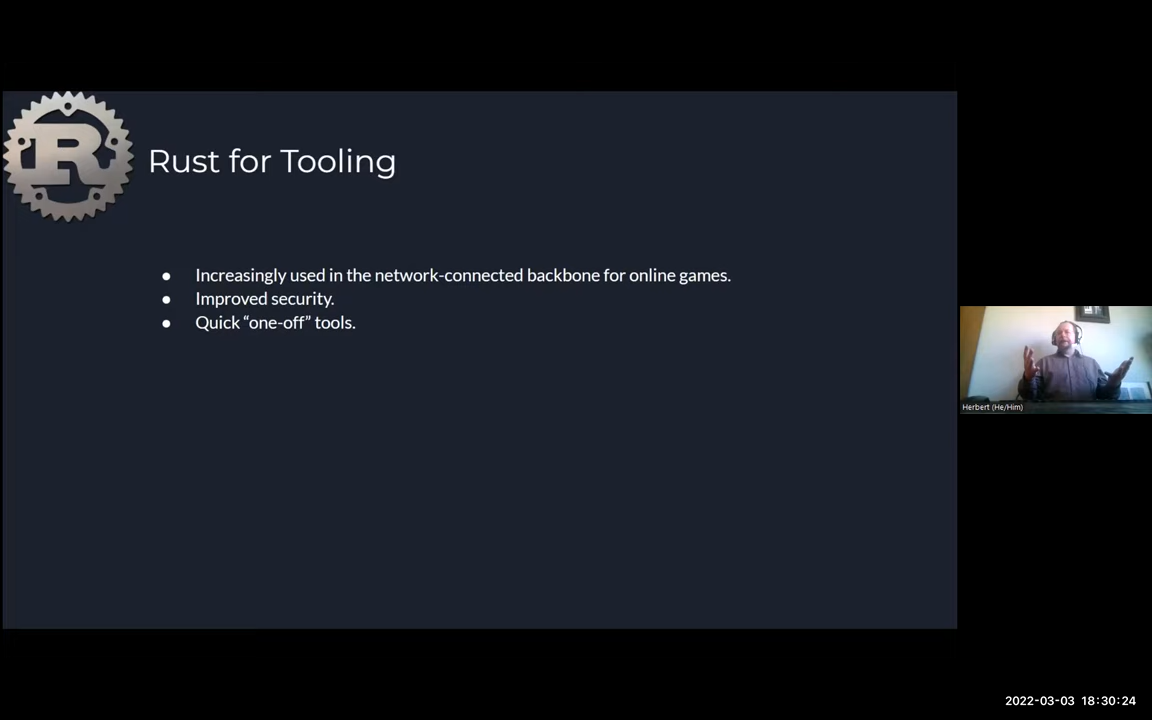 R
Rust for Tooling
● Increasingly used in the network-connected backbone for online games.
● Improved security.
● Quick “one-off” tools.
Herbert (He/Him)
2022-03-03 18:30:24